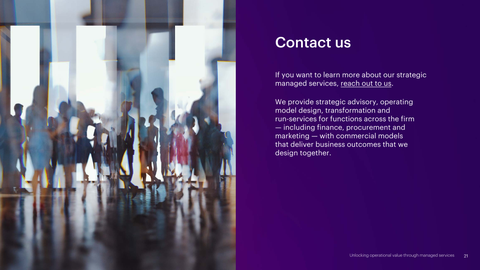 Contact us
If you want to learn more about our strategic
managed services, reach out to us.
We provide strategic advisory, operating
model design, transformation and
run-services for functions across the firm
— including finance, procurement and
marketing — with commercial models
that deliver business outcomes that we
design together.
Unlocking operational value through managed services
21